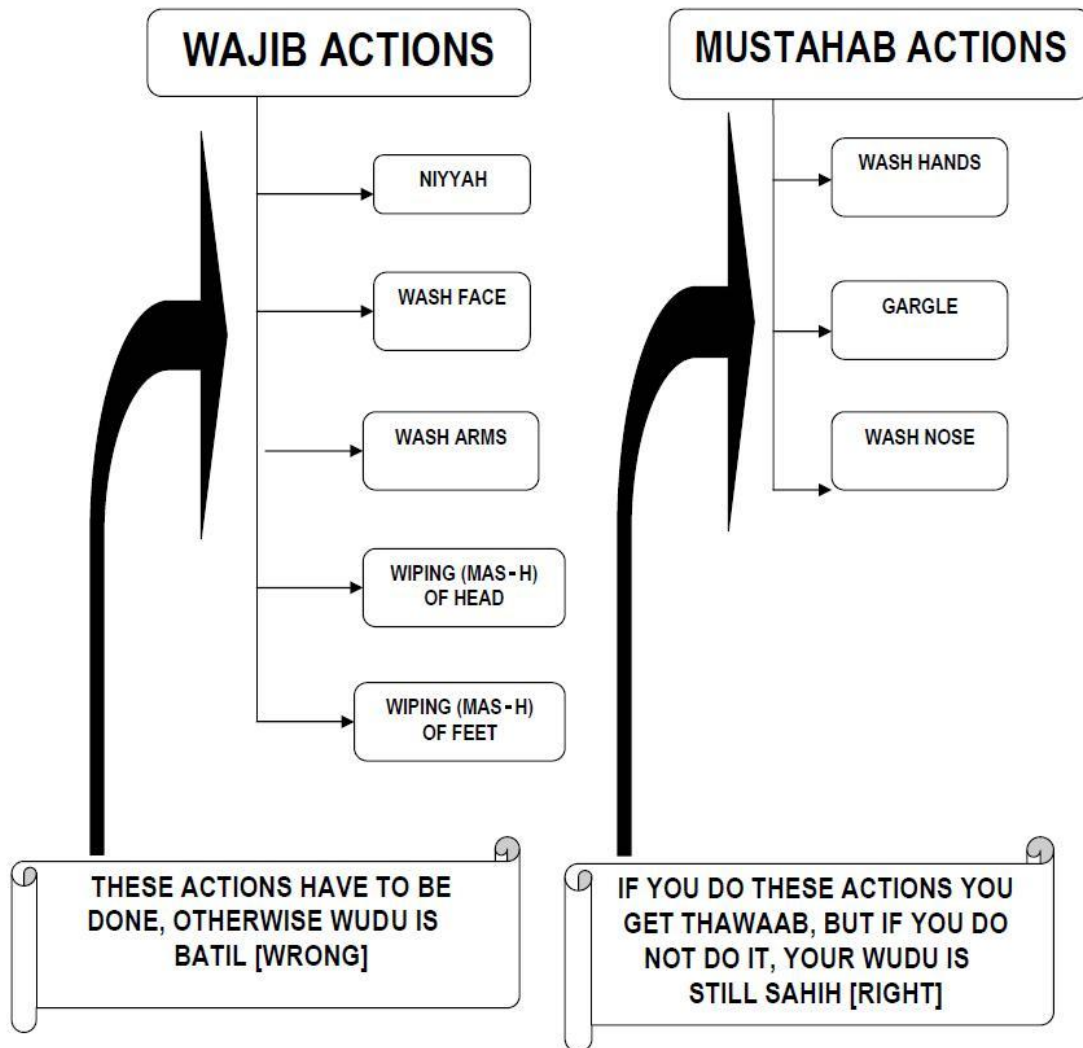 WAJIB ACTIONS
NIYYAH
WASH FACE
WASH ARMS
WIPING (MAS-H)
OF HEAD
WIPING (MAS-H)
OF FEET
THESE ACTIONS HAVE TO BE
DONE, OTHERWISE WUDU IS
BATIL [WRONG]
MUSTAHAB ACTIONS
WASH HANDS
GARGLE
WASH NOSE
IF YOU DO THESE ACTIONS YOU
GET THAWAAB, BUT IF YOU DO
NOT DO IT, YOUR WUDU IS
STILL SAHIH [RIGHT]